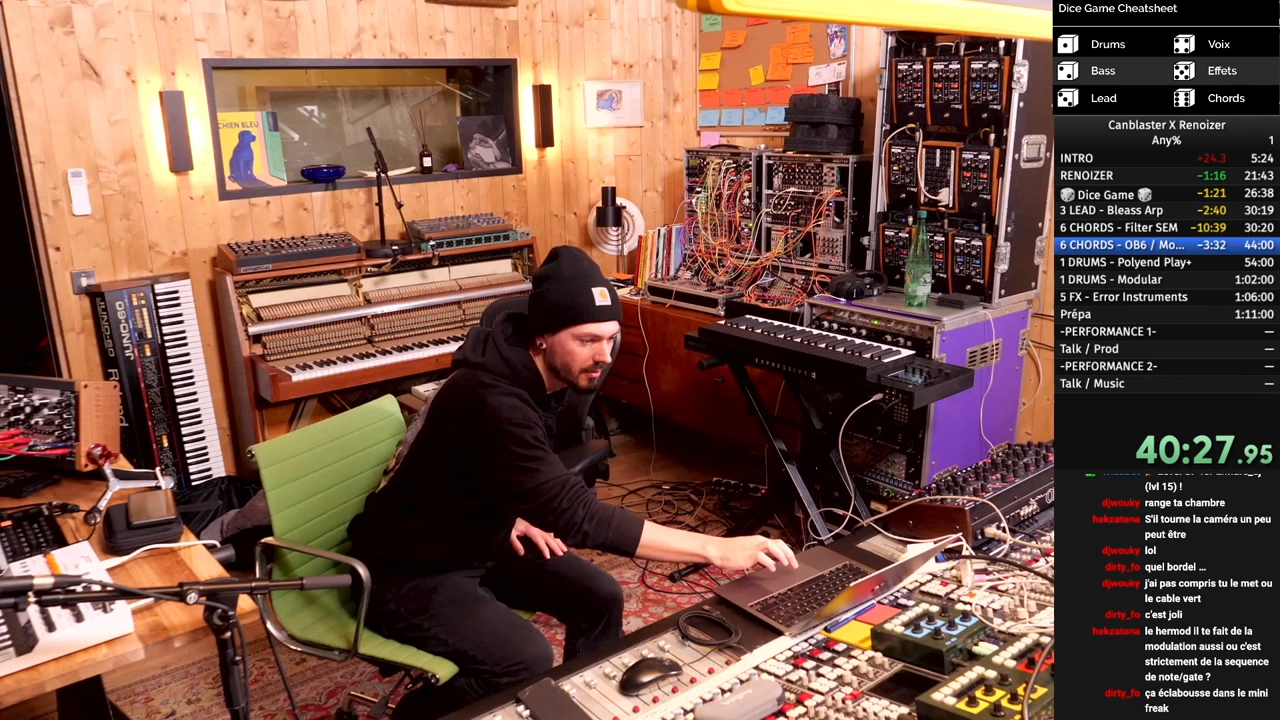 Dice Game Cheatsheet
Drums
Voix
Bass
Effets
Lead
Chords
Canblaster X Renoizer
Any%
1
INTRO +24.3 5:24
RENOIZER −1:16 21:43
Dice Game −1:21 26:38
3 LEAD - Bleass Arp −2:40 30:19
6 CHORDS - Filter SEM −10:39 30:20
6 CHORDS - OB6 / Mo... −3:32 44:00
1 DRUMS - Polyend Play+ 54:00
1 DRUMS - Modular 1:02:00
5 FX - Error Instruments 1:06:00
Prépa 1:11:00
-PERFORMANCE 1- —
Talk / Prod —
-PERFORMANCE 2- —
Talk / Music —
40:27.95
(lvl 15) !
djwouky range ta chambre
hekzatona S'il tourne la caméra un peu
peut être
djwouky lol
dirty_fo quel bordel ...
djwouky j'ai pas compris tu le met ou
le cable vert
dirty_fo c'est joli
hekzatona le hermod il te fait de la
modulation aussi ou c'est
strictement de la sequence
de note/gate ?
dirty_fo ça éclabousse dans le mini
freak
CHIEN BLEU
JUNO-60
EXPRESSIVE